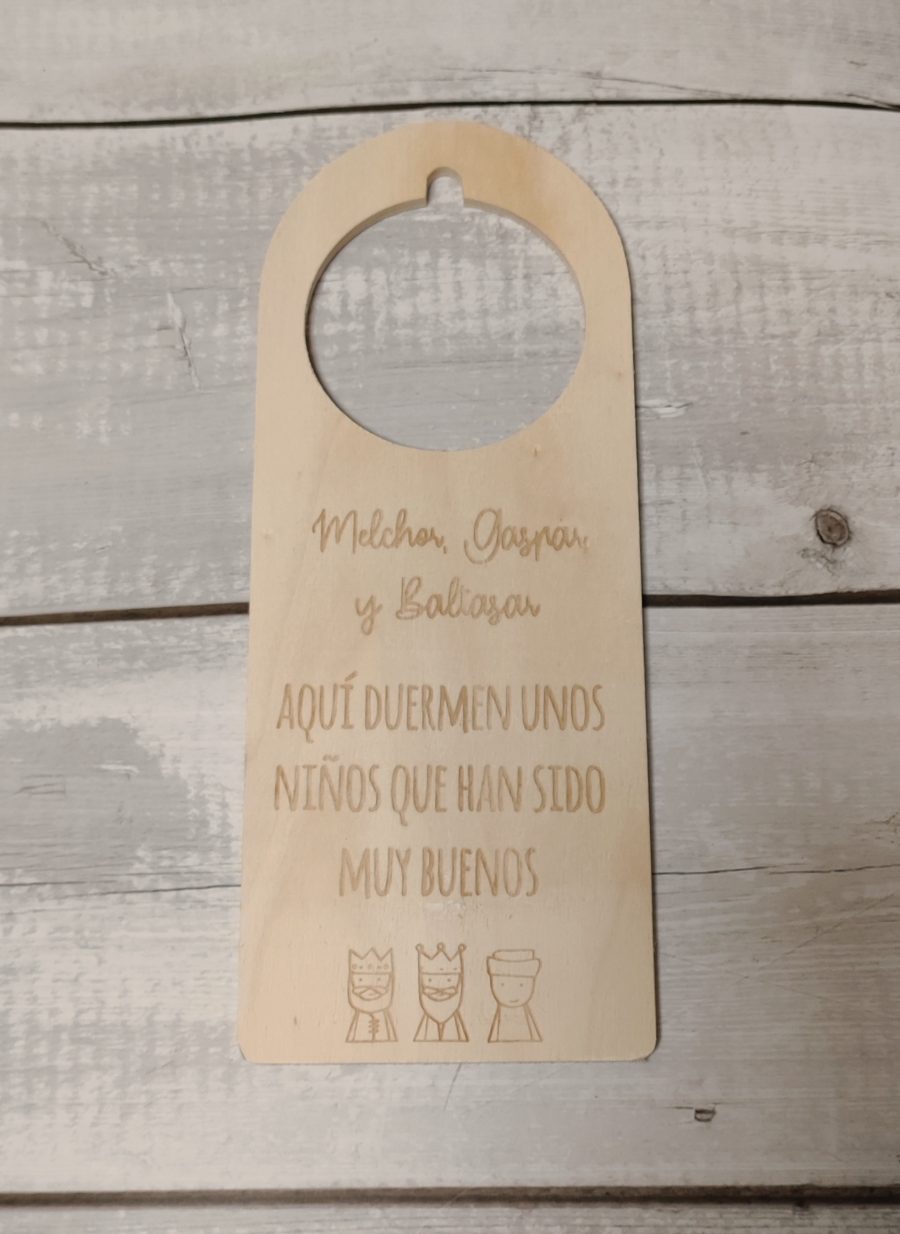 Melchor, Gaspar,
y Baltasar
AQUÍ DUERMEN UNOS
NIÑOS QUE HAN SIDO
MUY BUENOS